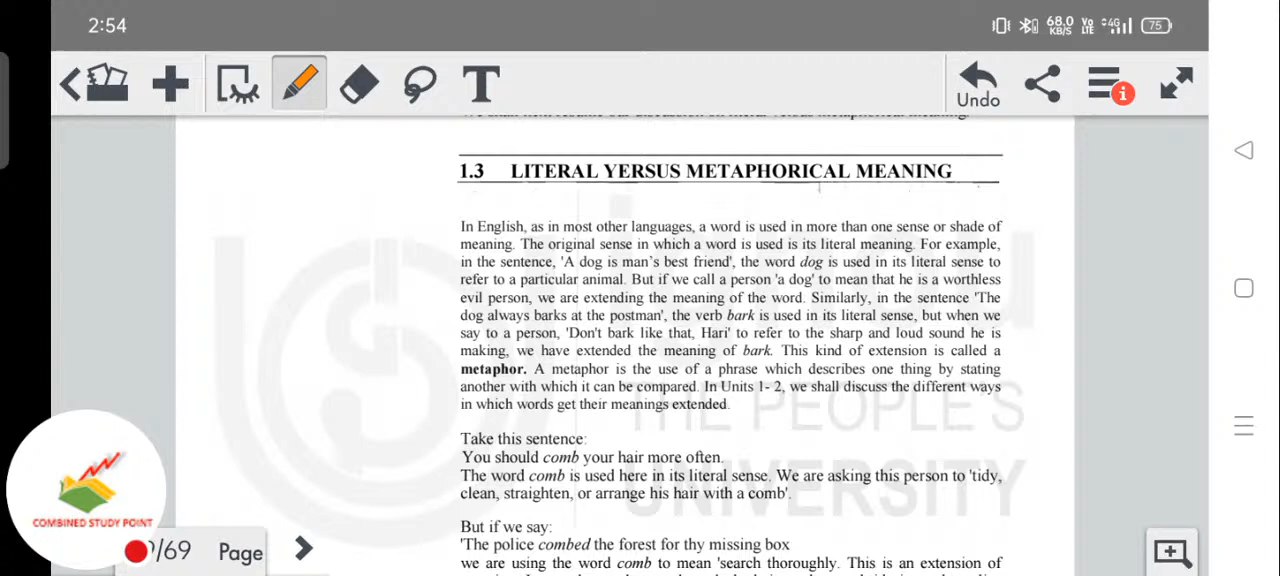 2:54
68.0 KB/S Vo LTE 4G 75
Undo
1.3 LITERAL YERSUS METAPHORICAL MEANING
In English, as in most other languages, a word is used in more than one sense or shade of
meaning. The original sense in which a word is used is its literal meaning. For example,
in the sentence, 'A dog is man's best friend', the word dog is used in its literal sense to
refer to a particular animal. But if we call a person 'a dog' to mean that he is a worthless
evil person, we are extending the meaning of the word. Similarly, in the sentence 'The
dog always barks at the postman', the verb bark is used in its literal sense, but when we
say to a person, 'Don't bark like that, Hari' to refer to the sharp and loud sound he is
making, we have extended the meaning of bark. This kind of extension is called a
metaphor. A metaphor is the use of a phrase which describes one thing by stating
another with which it can be compared. In Units 1- 2, we shall discuss the different ways
in which words get their meanings extended.
THE PEOPLE'S
UNIVERSITY
Take this sentence:
You should comb your hair more often.
The word comb is used here in its literal sense. We are asking this person to 'tidy,
clean, straighten, or arrange his hair with a comb'.
But if we say:
'The police combed the forest for thy missing box
we are using the word comb to mean 'search thoroughly. This is an extension of
COMBINED STUDY POINT
/69 Page